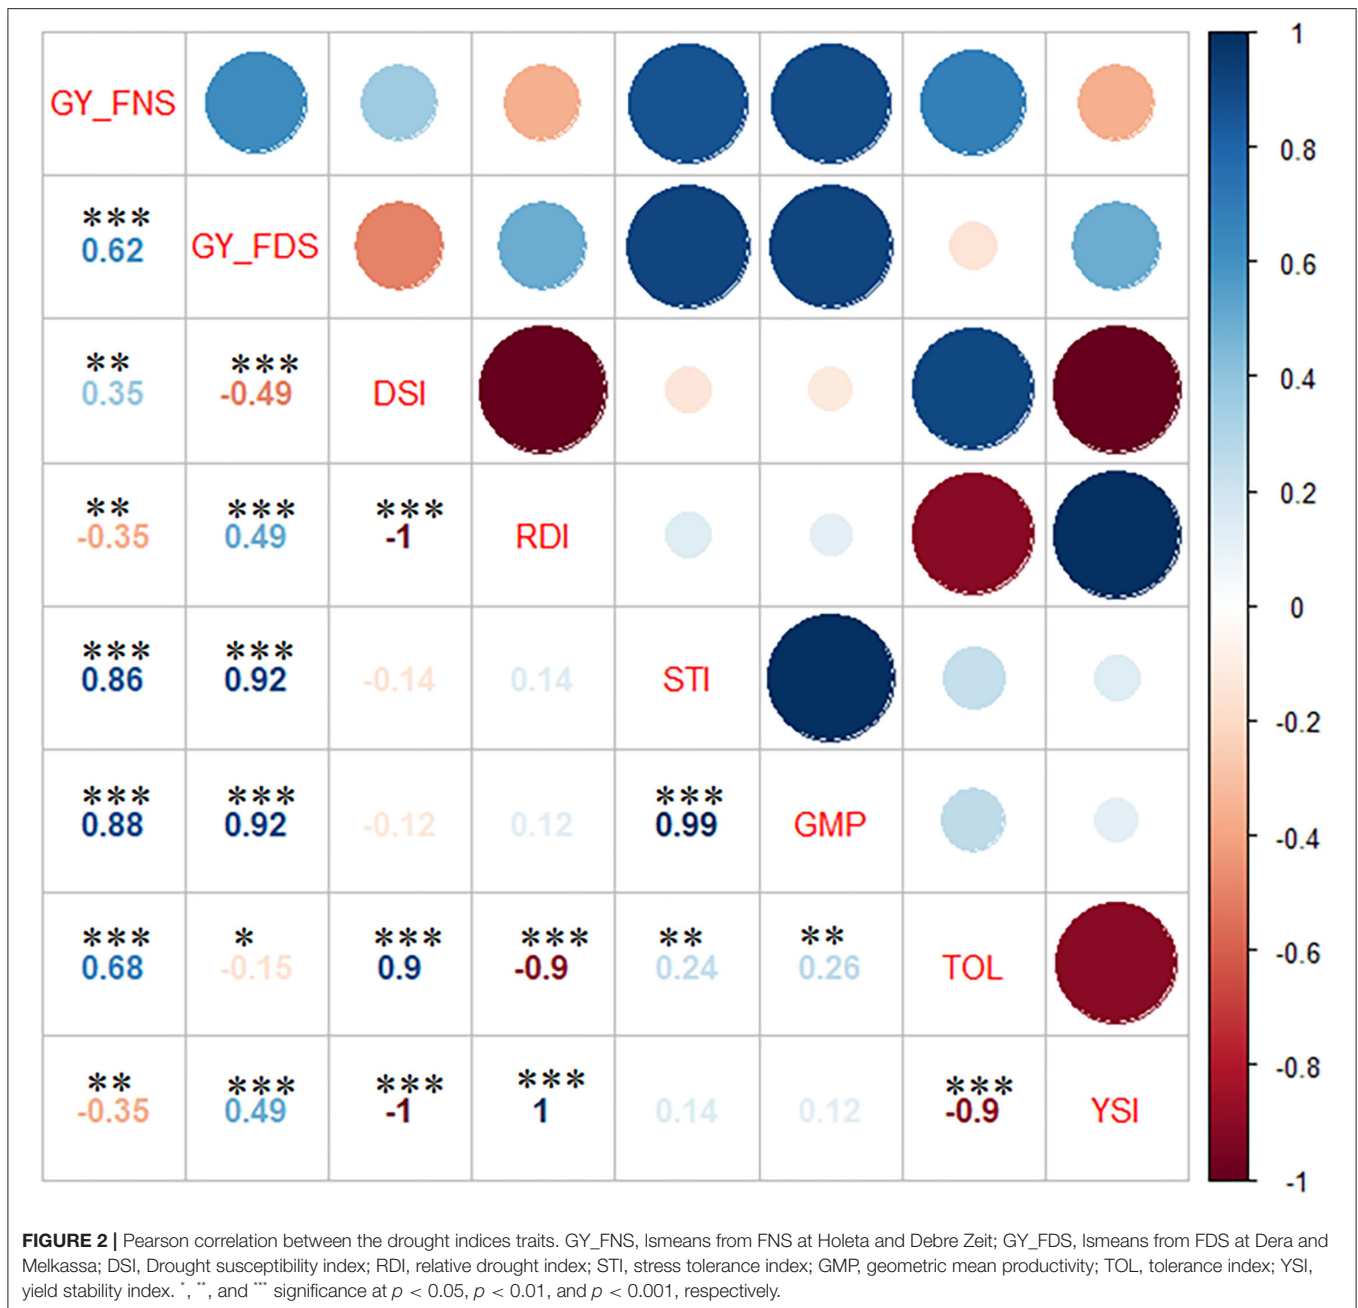 GY_FNS
1
0.8
***
0.62 GY_FDS
0.6
** ***
0.35 -0.49 DSI
0.4
** *** ***
-0.35 0.49 -1 RDI
0.2
0
*** ***
0.86 0.92 -0.14 0.14 STI
-0.2
*** *** ***
0.88 0.92 -0.12 0.12 0.99 GMP
-0.4
*** * *** *** ** **
0.68 -0.15 0.9 -0.9 0.24 0.26 TOL
-0.6
-0.8
** *** *** *** ***
-0.35 0.49 -1 1 0.14 0.12 -0.9 YSI
-1
FIGURE 2 | Pearson correlation between the drought indices traits. GY_FNS, lsmeans from FNS at Holeta and Debre Zeit; GY_FDS, lsmeans from FDS at Dera and
Melkassa; DSI, Drought susceptibility index; RDI, relative drought index; STI, stress tolerance index; GMP, geometric mean productivity; TOL, tolerance index; YSI,
yield stability index. *, **, and *** significance at p < 0.05, p < 0.01, and p < 0.001, respectively.